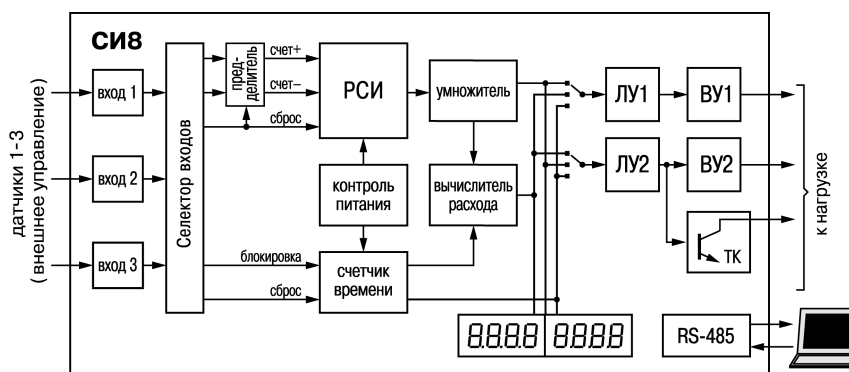 СИ8
датчики 1-3
(внешнее управление)
вход 1
вход 2
вход 3
Селектор входов
пред-
делитель
счет+
счет–
сброс
РСИ
умножитель
контроль
питания
вычислитель
расхода
блокировка
сброс
счетчик
времени
ЛУ1
ВУ1
ЛУ2
ВУ2
ТК
к нагрузке
8.8.8.8 8.8.8.8
RS-485